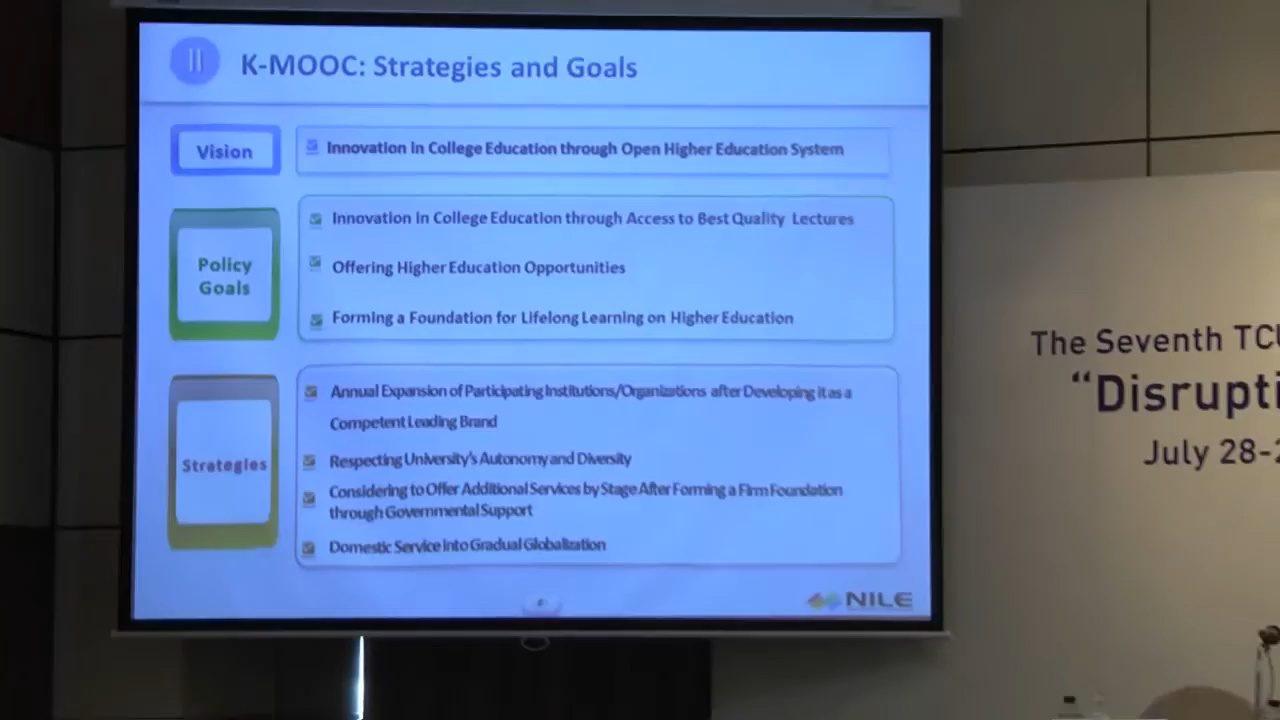 II
K-MOOC: Strategies and Goals
Vision
Innovation in College Education through Open Higher Education System
Policy
Goals
Innovation in College Education through Access to Best Quality Lectures
Offering Higher Education Opportunities
Forming a Foundation for Lifelong Learning on Higher Education
Strategies
Annual Expansion of Participating Institutions/Organizations after Developing it as a
Competent Leading Brand
Respecting University's Autonomy and Diversity
Considering to Offer Additional Services by Stage After Forming a Firm Foundation
through Governmental Support
Domestic Service into Gradual Globalization
NILE
The Seventh TCU
"Disrupti
July 28-2